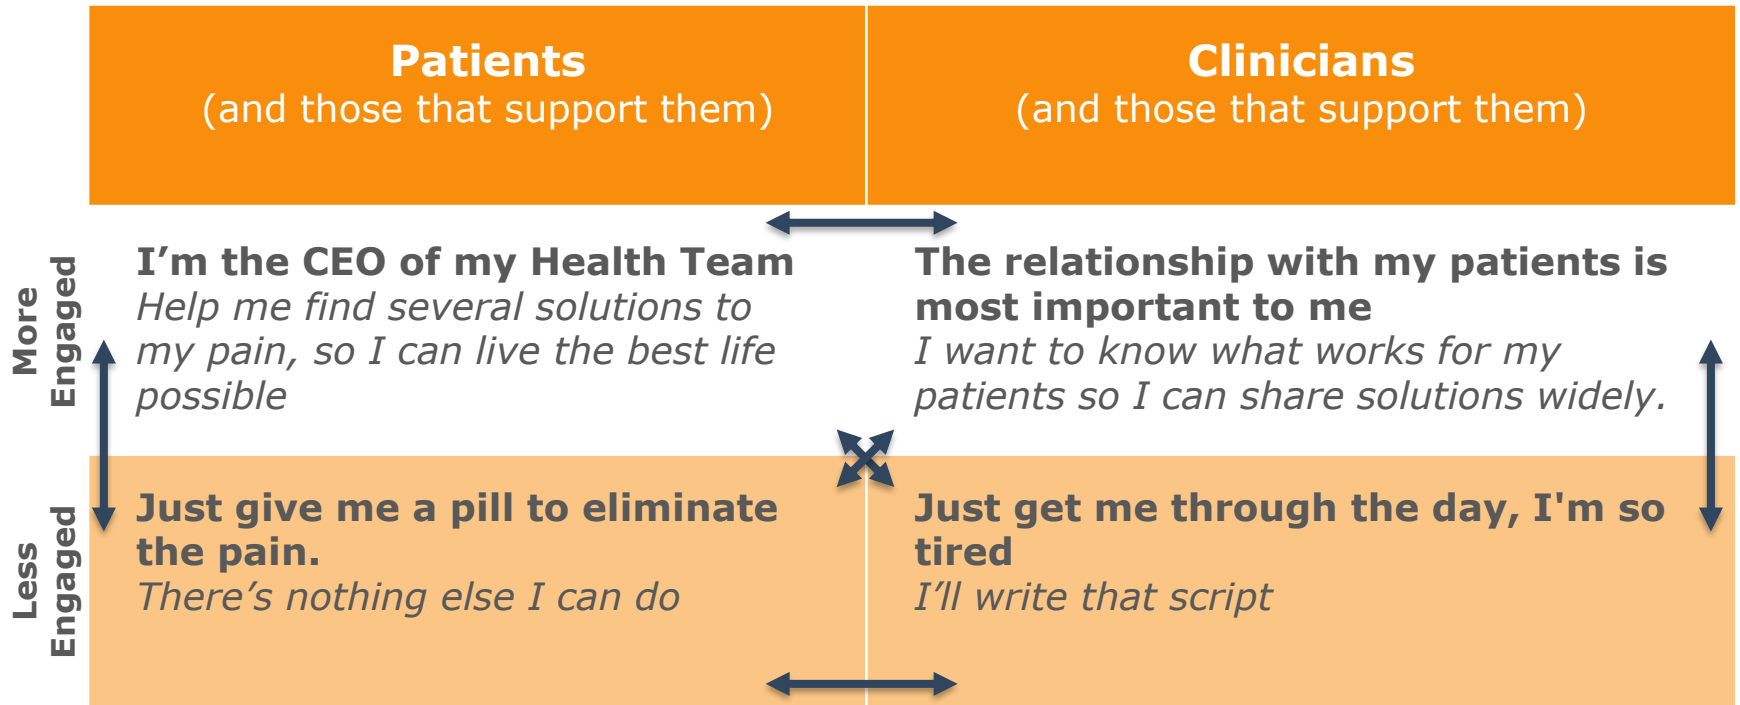 Patients
(and those that support them)
Clinicians
(and those that support them)
More
Engaged
I’m the CEO of my Health Team
Help me find several solutions to
my pain, so I can live the best life
possible
The relationship with my patients is
most important to me
I want to know what works for my
patients so I can share solutions widely.
Less
Engaged
Just give me a pill to eliminate
the pain.
There’s nothing else I can do
Just get me through the day, I'm so
tired
I’ll write that script